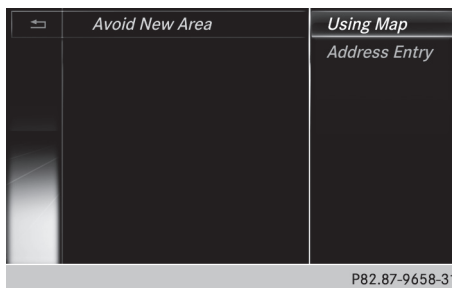 Avoid New Area
Using Map
Address Entry
P82.87-9658-31